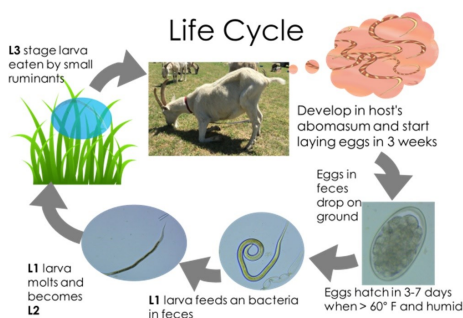 Life Cycle
L3 stage larva
eaten by small
ruminants
Develop in host's
abomasum and start
laying eggs in 3 weeks
Eggs in
feces
drop on
ground
Eggs hatch in 3-7 days
when > 60° F and humid
L1 larva feeds an bacteria
in feces
L1 larva
molts and
becomes
L2